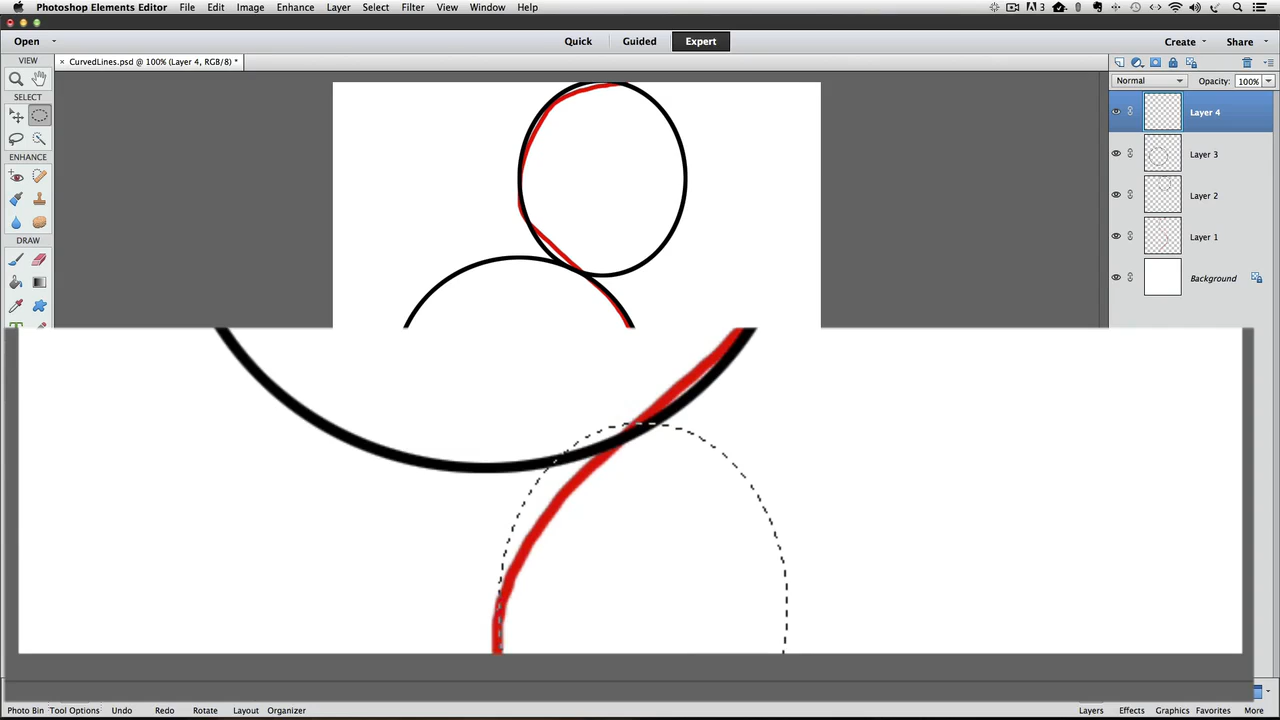 Photoshop Elements Editor File Edit Image Enhance Layer Select Filter View Window Help
3
Open Quick Guided Expert Create Share
VIEW
× CurvedLines.psd @ 100% (Layer 4, RGB/8) *
Normal Opacity: 100%
SELECT
Layer 4
ENHANCE
Layer 3
Layer 2
DRAW
Layer 1
Background
Photo Bin Tool Options Undo Redo Rotate Layout Organizer Layers Effects Graphics Favorites More